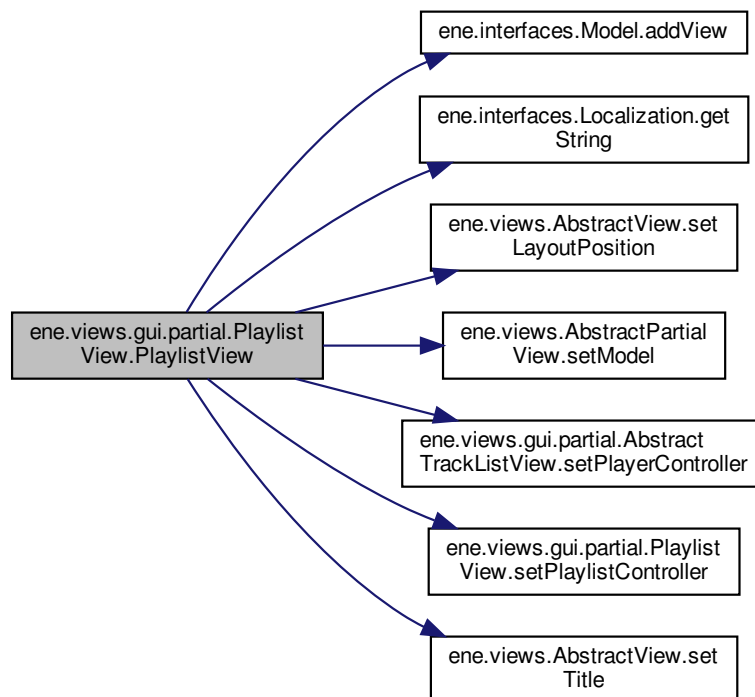 ene.interfaces.Model.addView
ene.interfaces.Localization.get
String
ene.views.AbstractView.set
LayoutPosition
ene.views.gui.partial.Playlist
View.PlaylistView
ene.views.AbstractPartial
View.setModel
ene.views.gui.partial.Abstract
TrackListView.setPlayerController
ene.views.gui.partial.Playlist
View.setPlaylistController
ene.views.AbstractView.set
Title